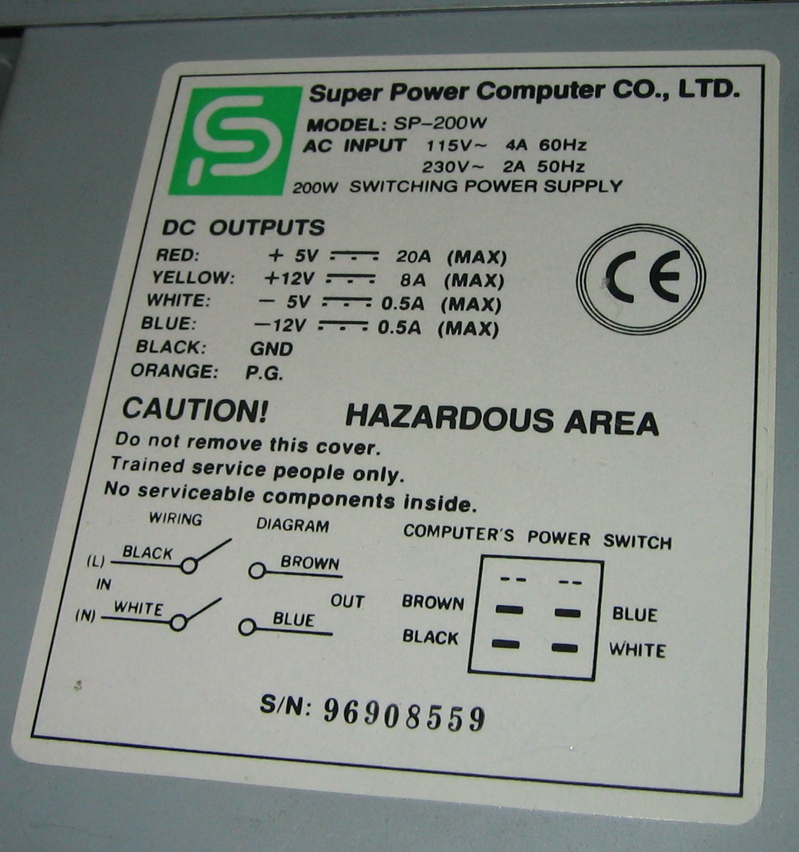 Super Power Computer CO., LTD.
MODEL: SP-200W
AC INPUT 115V~ 4A 60Hz
230V~ 2A 50Hz
200W SWITCHING POWER SUPPLY
DC OUTPUTS
RED: + 5V 20A (MAX)
YELLOW: +12V 8A (MAX)
WHITE: - 5V 0.5A (MAX)
BLUE: -12V 0.5A (MAX)
BLACK: GND
ORANGE: P.G.
CE
CAUTION! HAZARDOUS AREA
Do not remove this cover.
Trained service people only.
No serviceable components inside.
WIRING DIAGRAM
(L) BLACK BROWN
IN OUT
(N) WHITE BLUE
COMPUTER'S POWER SWITCH
BROWN BLUE
BLACK WHITE
S/N: 96908559